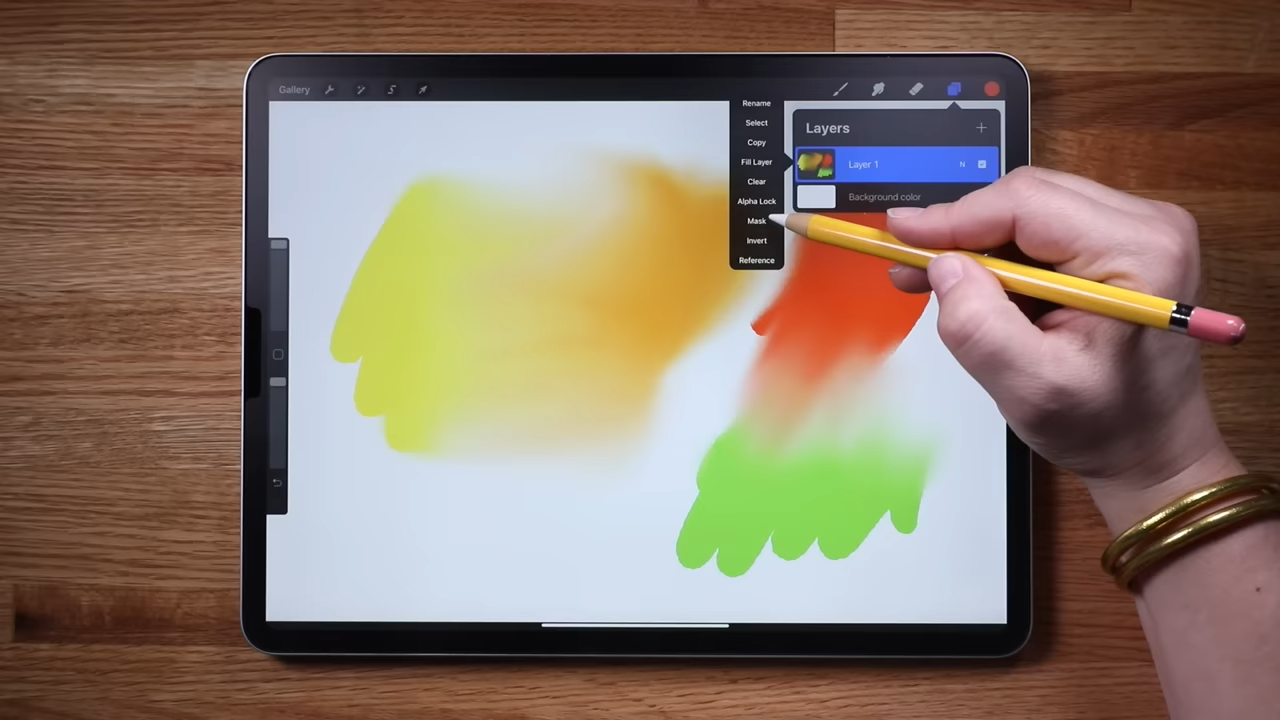 Gallery
Rename
Select
Copy
Fill Layer
Clear
Alpha Lock
Mask
Invert
Reference
Layers
Layer 1 N
Background color